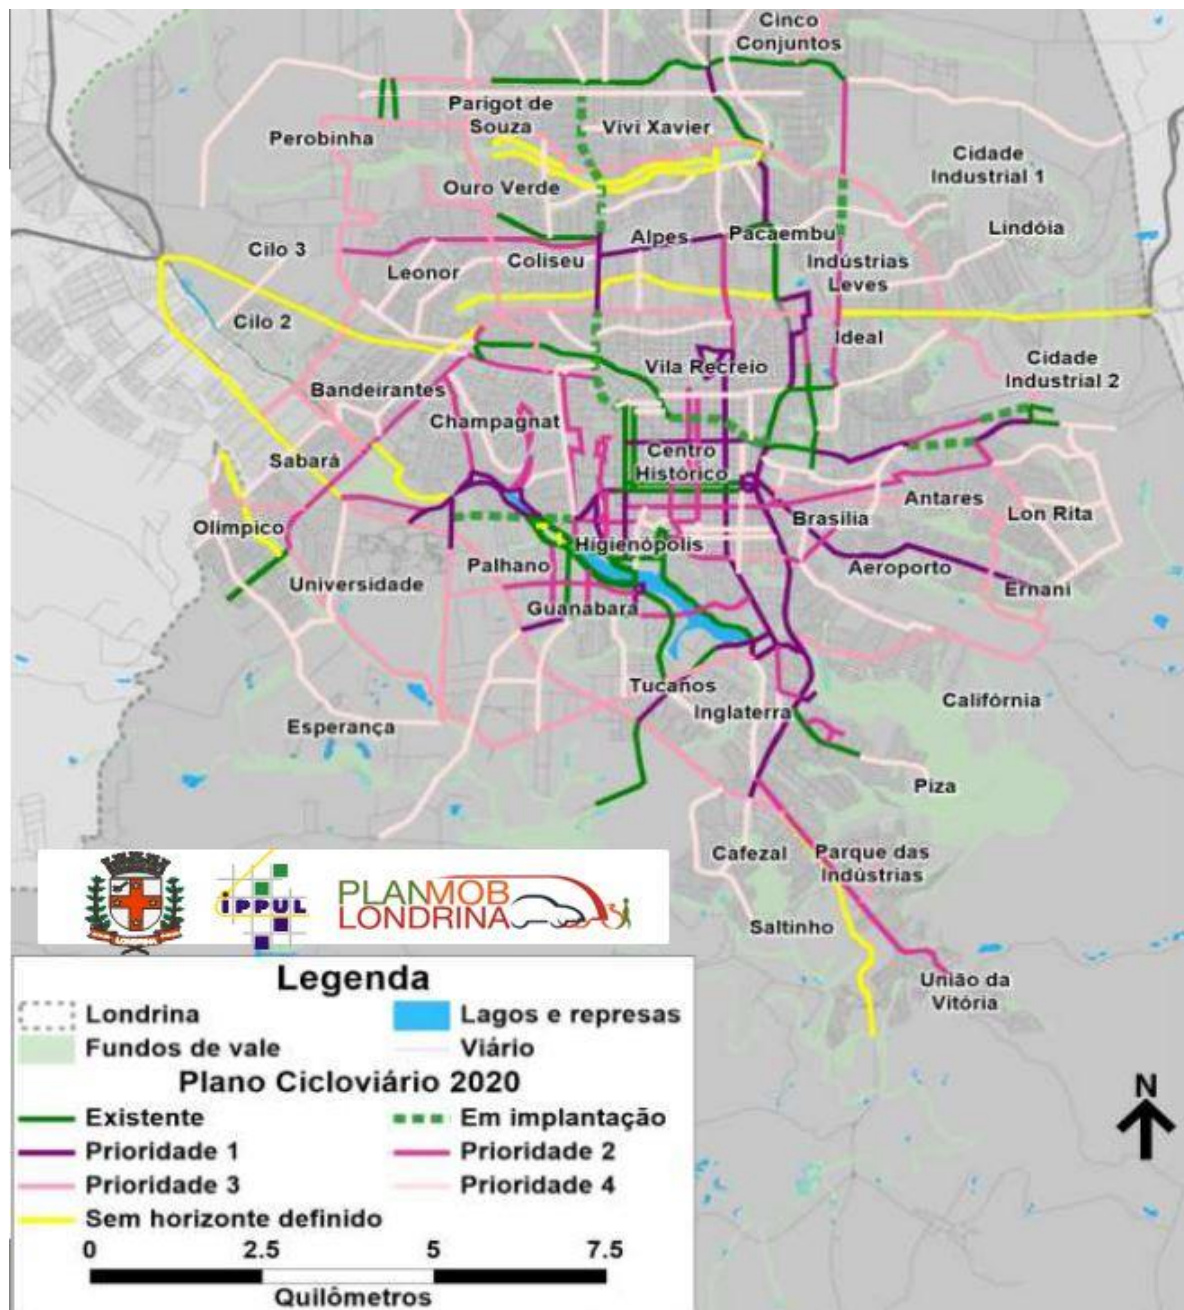 Cinco
Conjuntos
Parigot de
Souza
Vivi Xavier
Perobinha
Cidade
Industrial 1
Ouro Verde
Lindóia
Cilo 3
Alpes
Pacaembu
Leonor
Coliseu
Indústrias
Leves
Cilo 2
Ideal
Vila Recreio
Cidade
Industrial 2
Bandeirantes
Champagnat
Centro
Histórico
Sabará
Antares
Lon Rita
Olímpico
Brasília
Higienópolis
Palhano
Aeroporto
Universidade
Ernani
Guanabara
Tucanos
Califórnia
Inglaterra
Esperança
Piza
Cafezal
Parque das
Indústrias
Saltinho
União da
Vitória
LONDRINA
IPPUL
PLANMOB
LONDRINA
Legenda
Londrina
Lagos e represas
Fundos de vale
Viário
Plano Cicloviário 2020
Existente
Em implantação
Prioridade 1
Prioridade 2
Prioridade 3
Prioridade 4
Sem horizonte definido
0 2.5 5 7.5
Quilômetros
N